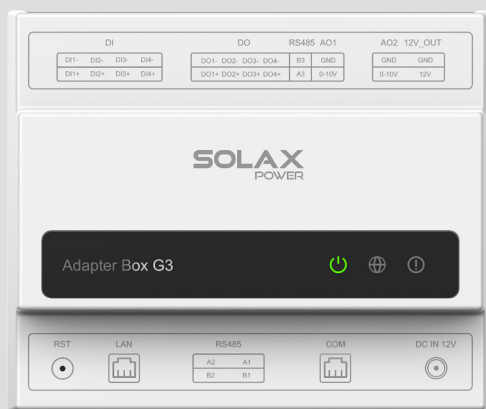 DI DO RS485 AO1 AO2 12V_OUT
DI1- DI2- DI3- DI4- DO1- DO2- DO3- DO4- B3 GND GND GND
DI1+ DI2+ DI3+ DI4+ DO1+ DO2+ DO3+ DO4+ A3 0-10V 0-10V 12V
SOLAX
POWER
Adapter Box G3
RST LAN RS485 COM DC IN 12V
A2 A1
B2 B1